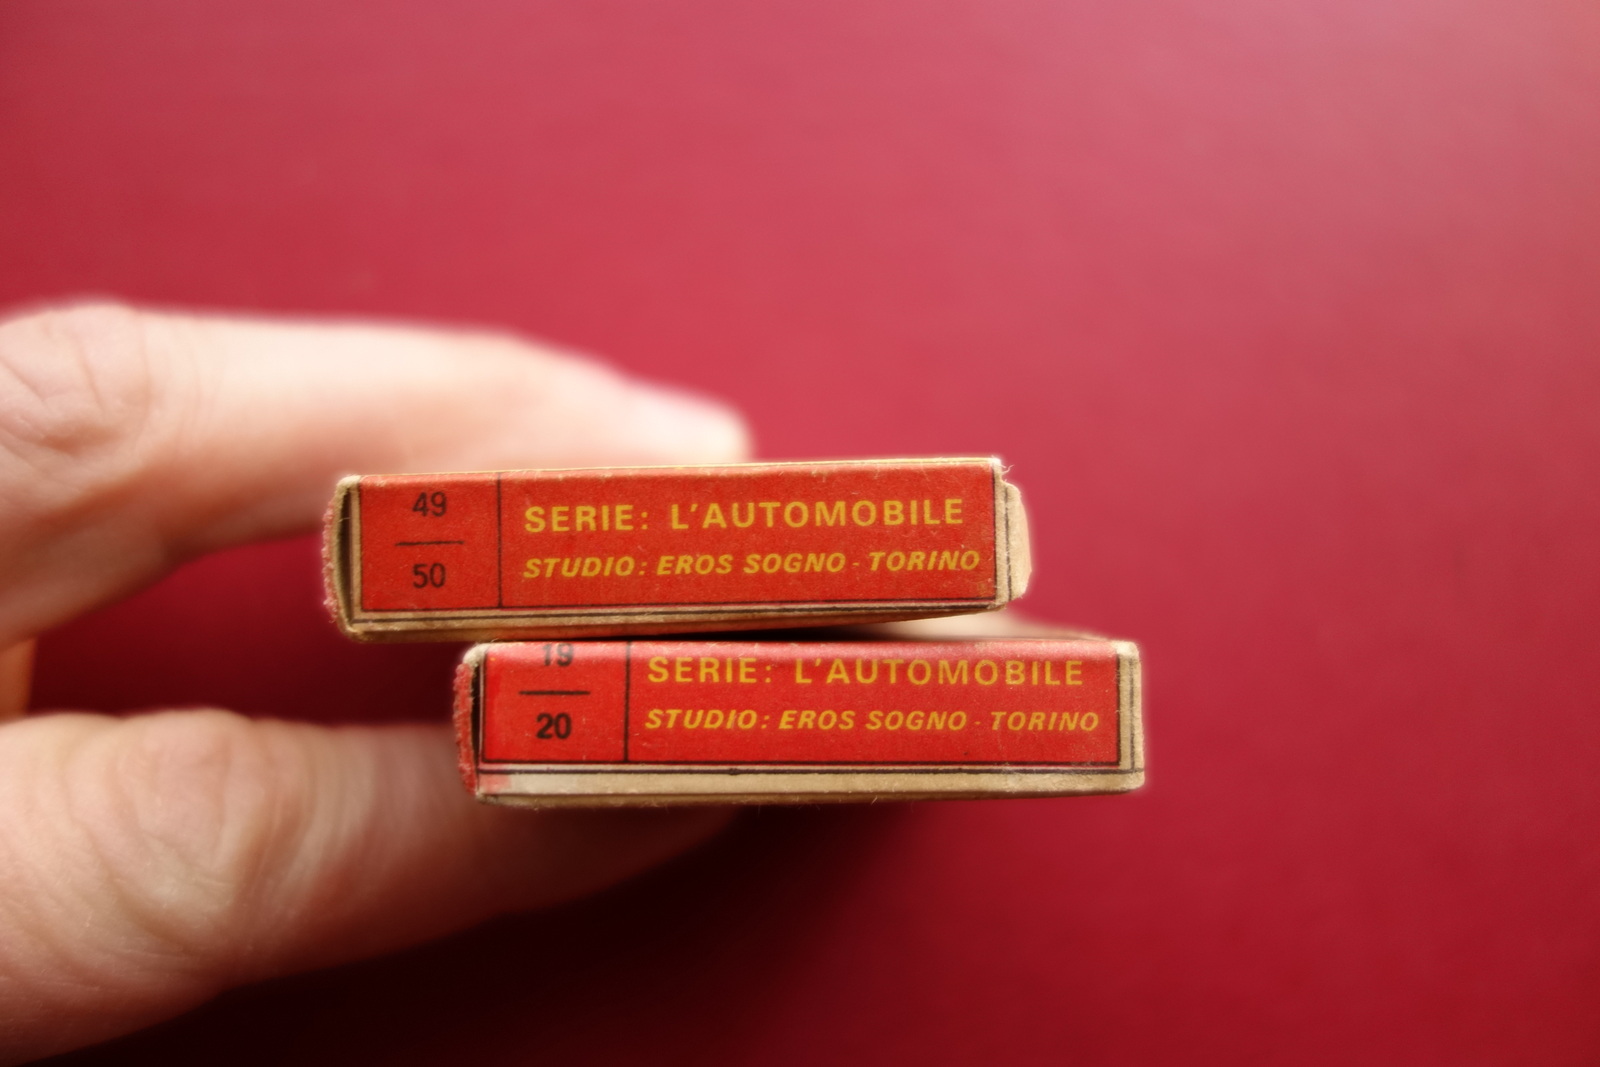 49
50
SERIE: L'AUTOMOBILE
STUDIO: EROS SOGNO - TORINO
19
20
SERIE: L'AUTOMOBILE
STUDIO: EROS SOGNO - TORINO